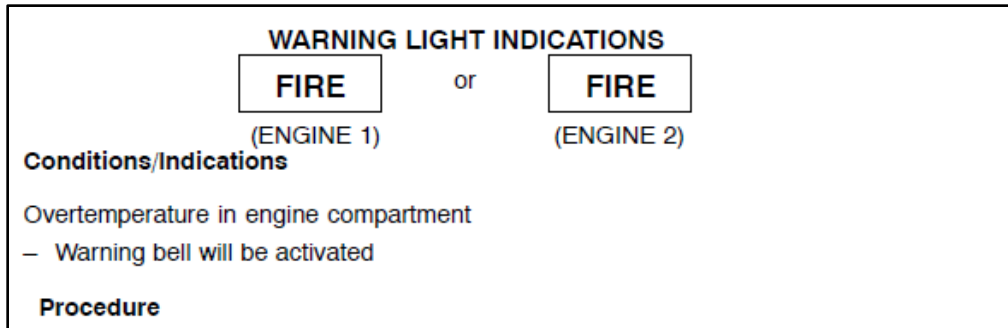 WARNING LIGHT INDICATIONS
FIRE or FIRE
(ENGINE 1) (ENGINE 2)
Conditions/Indications
Overtemperature in engine compartment
– Warning bell will be activated
Procedure